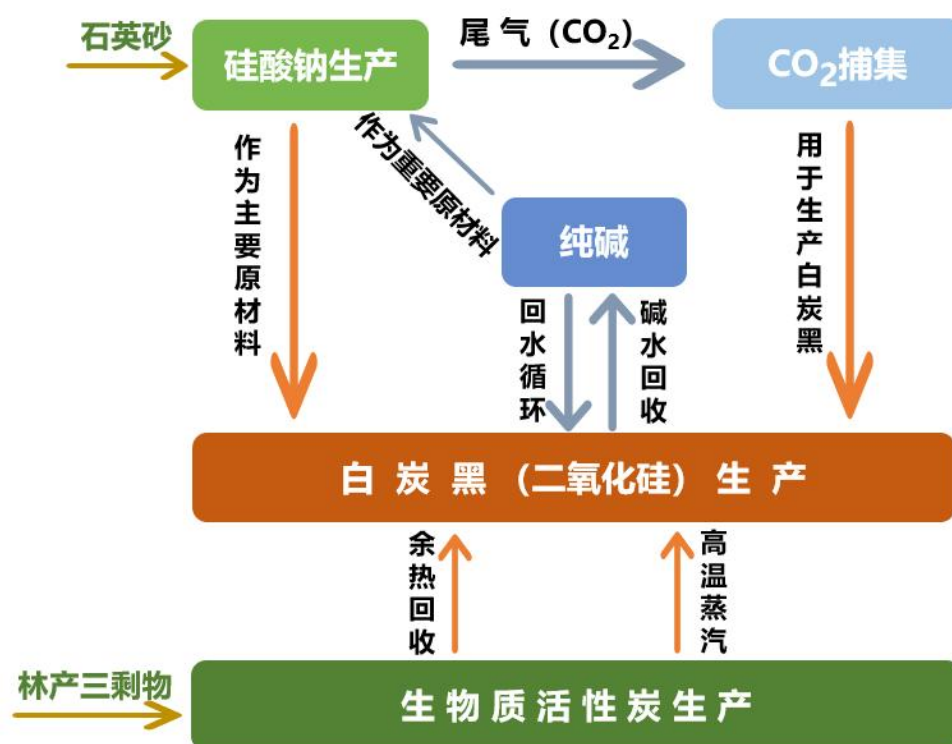 石英砂
硅酸钠生产
尾气（CO₂）
CO₂捕集
作为主要原材料
作为重要原材料
用于生产白炭黑
纯碱
回水循环
碱水回收
白炭黑（二氧化硅）生产
余热回收
高温蒸汽
林产三剩物
生物质活性炭生产